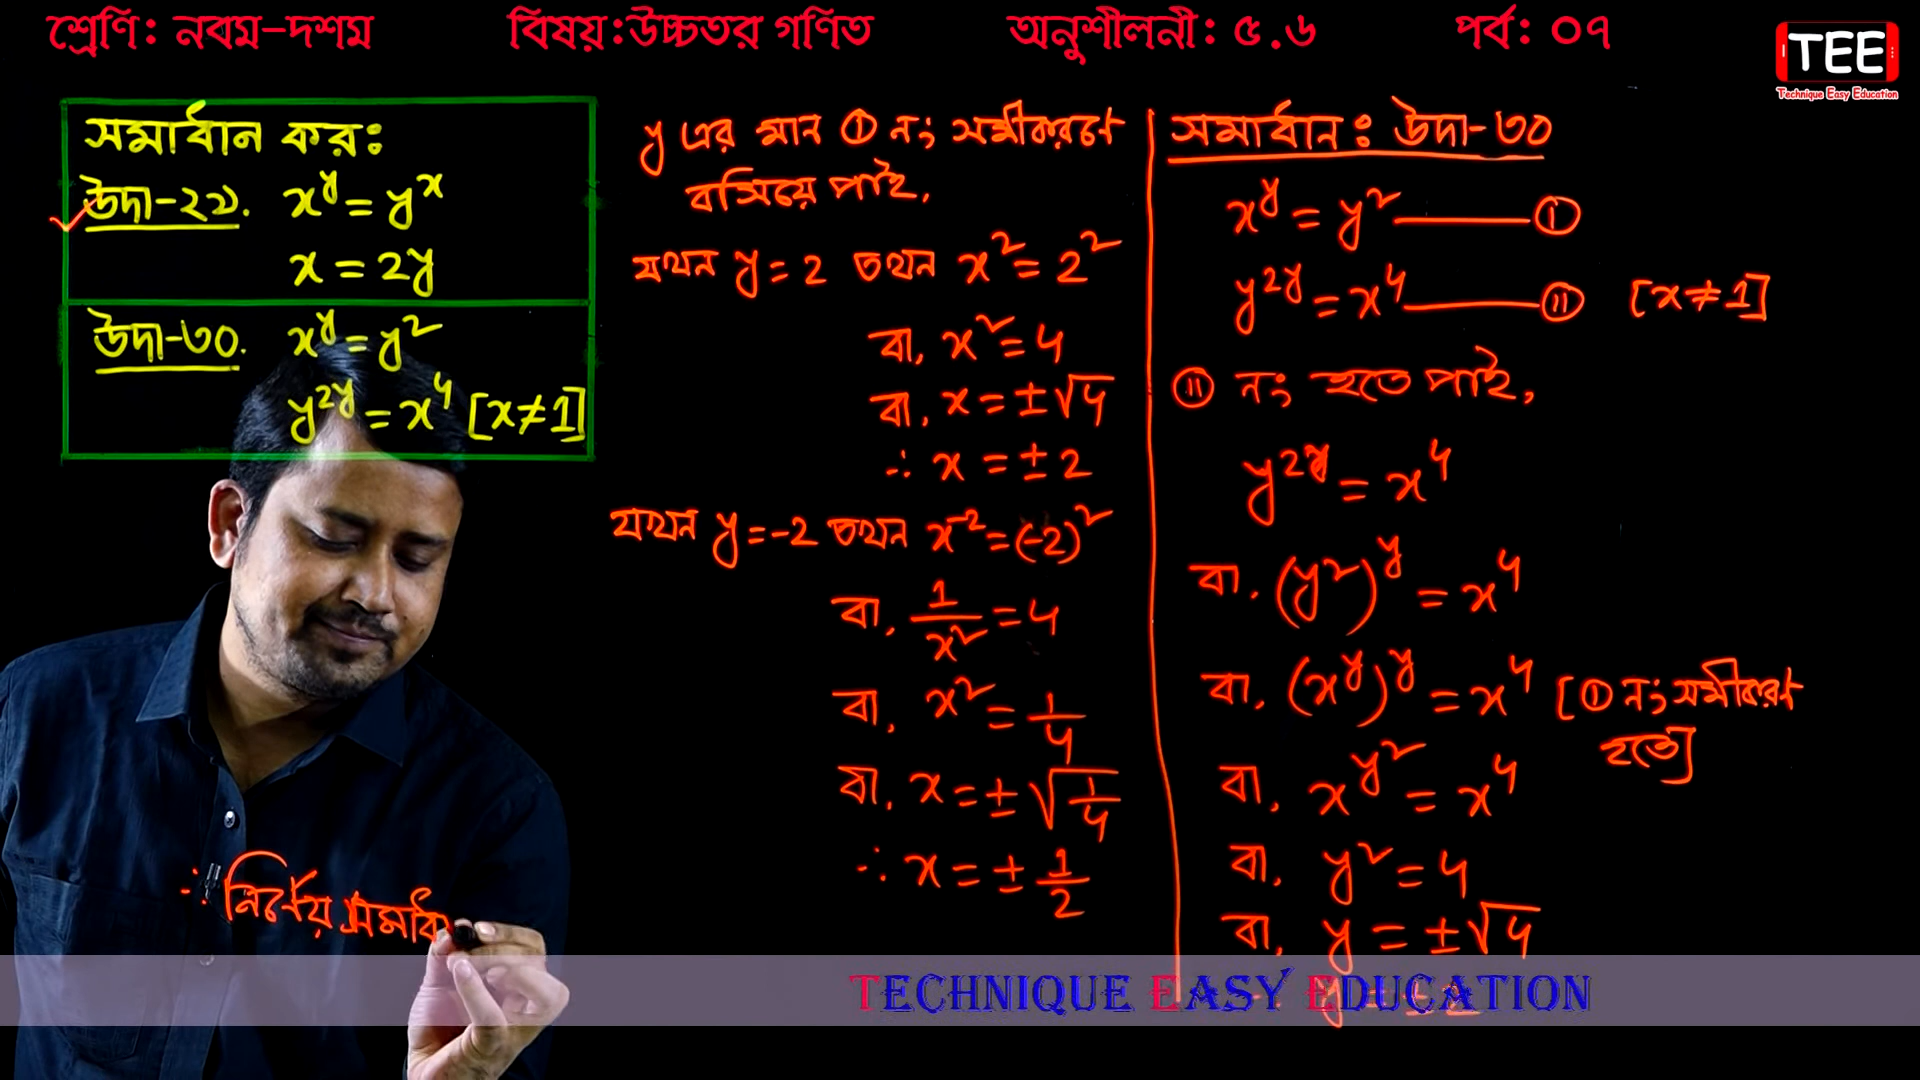 শ্রেণি: নবম-দশম বিষয়:উচ্চতর গণিত অনুশীলনী: ৫.৬ পর্ব: ০৭
TEE
Technique Easy Education
সমাধান কর:
উদা-২৯. x^y = y^x
x = 2y
উদা-৩০. x^y = y^2
y^{2y} = x^4 [x≠1]
y এর মান ① নং সমীকরণে
বসিয়ে পাই,
যখন y = 2 তখন x^2 = 2^2
বা, x^2 = 4
বা, x = ±√4
∴ x = ± 2
যখন y = -2 তখন x^{-2} = (-2)^2
বা, 1/x^2 = 4
বা, x^2 = 1/4
বা, x = ± √(1/4)
∴ x = ± 1/2
∴ নির্ণেয় সমাধা
সমাধান: উদা-৩০
x^y = y^2 —— ①
y^{2y} = x^4 —— ⑪ [x≠1]
⑪ নং হতে পাই,
y^{2y} = x^4
বা, (y^2)^y = x^4
বা, (x^y)^y = x^4 [① নং সমীকরণ
হতে]
বা, x^{y^2} = x^4
বা, y^2 = 4
বা, y = ±√4
y = ± 2
TECHNIQUE EASY EDUCATION